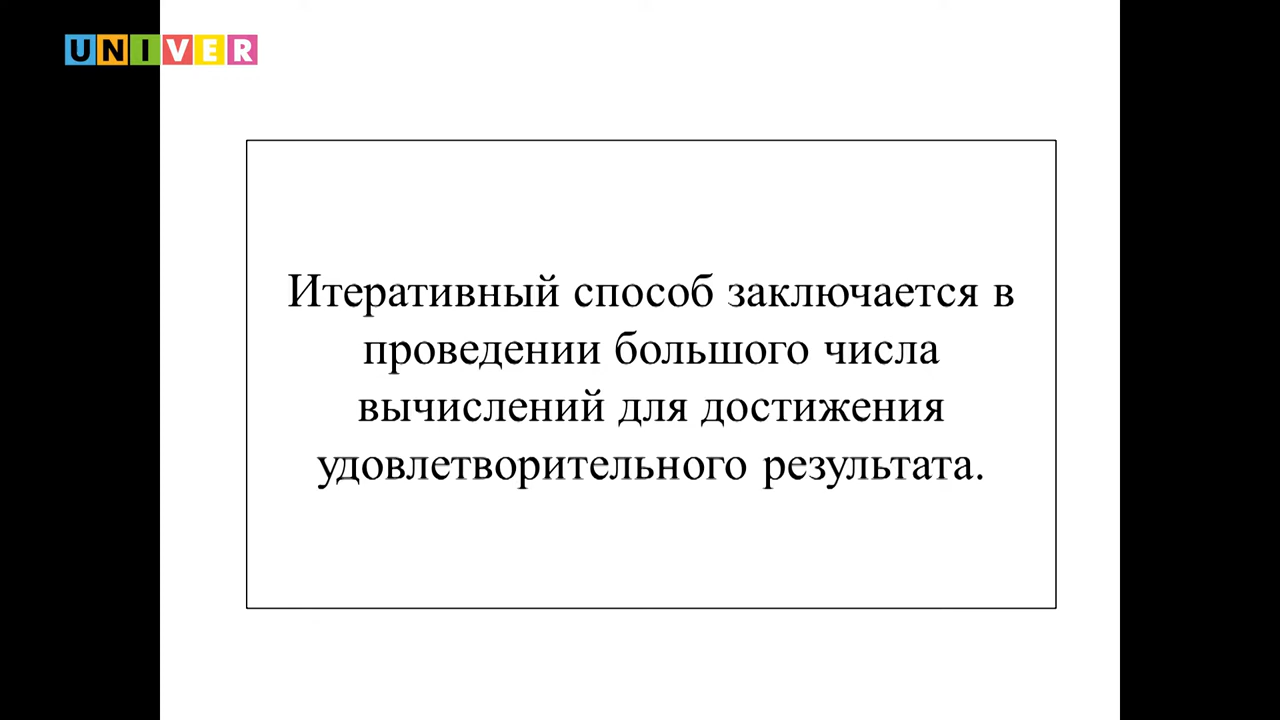 UNIVER
Итеративный способ заключается в
проведении большого числа
вычислений для достижения
удовлетворительного результата.